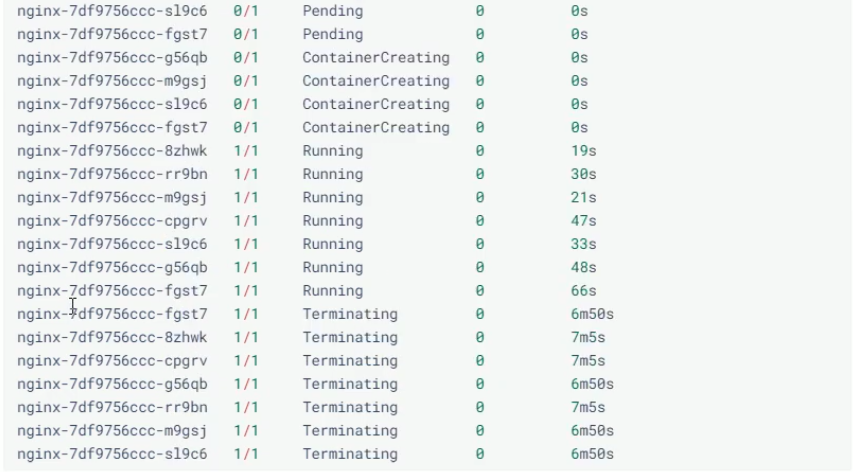 nginx-7df9756ccc-sl9c6 0/1 Pending 0 0s
nginx-7df9756ccc-fgst7 0/1 Pending 0 0s
nginx-7df9756ccc-g56qb 0/1 ContainerCreating 0 0s
nginx-7df9756ccc-m9gsj 0/1 ContainerCreating 0 0s
nginx-7df9756ccc-sl9c6 0/1 ContainerCreating 0 0s
nginx-7df9756ccc-fgst7 0/1 ContainerCreating 0 0s
nginx-7df9756ccc-8zhwk 1/1 Running 0 19s
nginx-7df9756ccc-rr9bn 1/1 Running 0 30s
nginx-7df9756ccc-m9gsj 1/1 Running 0 21s
nginx-7df9756ccc-cpgrv 1/1 Running 0 47s
nginx-7df9756ccc-sl9c6 1/1 Running 0 33s
nginx-7df9756ccc-g56qb 1/1 Running 0 48s
nginx-7df9756ccc-fgst7 1/1 Running 0 66s
nginx-7df9756ccc-fgst7 1/1 Terminating 0 6m50s
nginx-7df9756ccc-8zhwk 1/1 Terminating 0 7m5s
nginx-7df9756ccc-cpgrv 1/1 Terminating 0 7m5s
nginx-7df9756ccc-g56qb 1/1 Terminating 0 6m50s
nginx-7df9756ccc-rr9bn 1/1 Terminating 0 7m5s
nginx-7df9756ccc-m9gsj 1/1 Terminating 0 6m50s
nginx-7df9756ccc-sl9c6 1/1 Terminating 0 6m50s